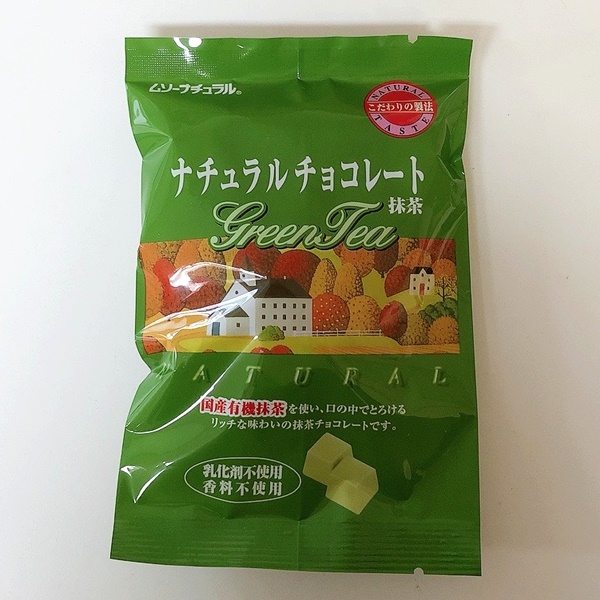 ムソーナチュラル®
NATURAL
こだわりの製法
TASTE
ナチュラルチョコレート
抹茶
Green Tea
NATURAL
国産有機抹茶を使い、口の中でとろける
リッチな味わいの抹茶チョコレートです。
乳化剤不使用
香料不使用